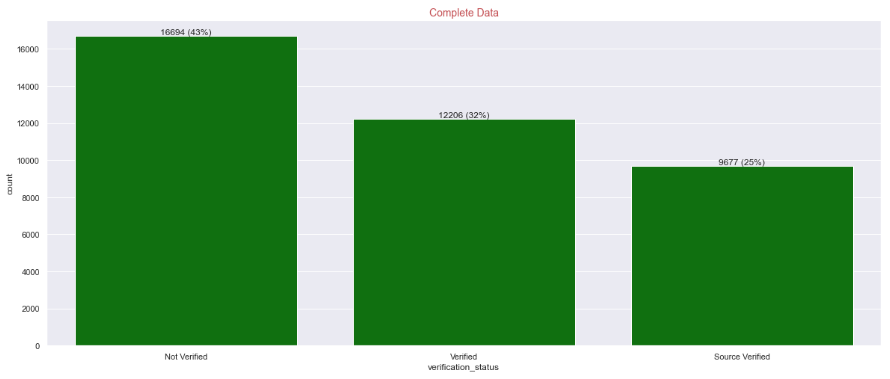 Complete Data
16694 (43%)
12206 (32%)
9677 (25%)
16000
14000
12000
10000
8000
6000
4000
2000
0
count
Not Verified
Verified
Source Verified
verification_status